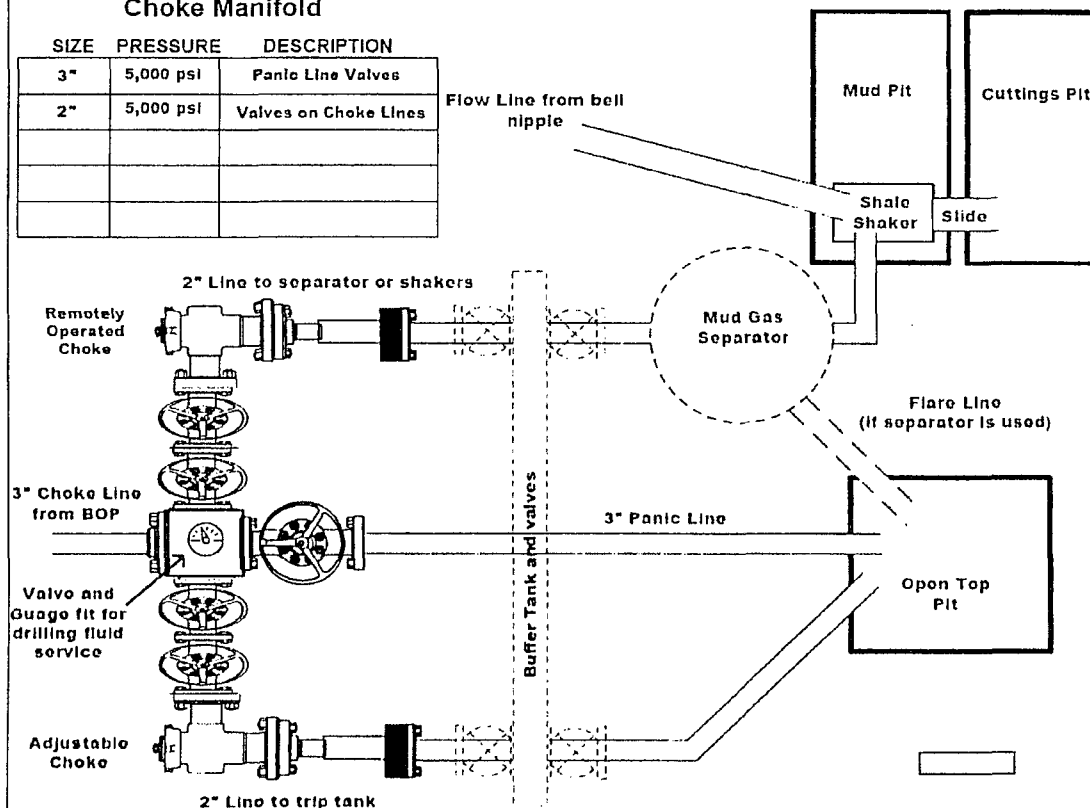 Choke Manifold
SIZE PRESSURE DESCRIPTION
3" 5,000 psi Panic Line Valves
2" 5,000 psi Valves on Choke Lines
Flow Line from bell
nipple
Mud Pit
Cuttings Pit
Shale
Shaker
Slide
2" Line to separator or shakers
Remotely
Operated
Choke
Mud Gas
Separator
Flare Line
(if separator is used)
3" Choke Line
from BOP
3" Panic Line
Buffer Tank and valves
Open Top
Pit
Valve and
Guage fit for
drilling fluid
service
Adjustable
Choke
2" Line to trip tank